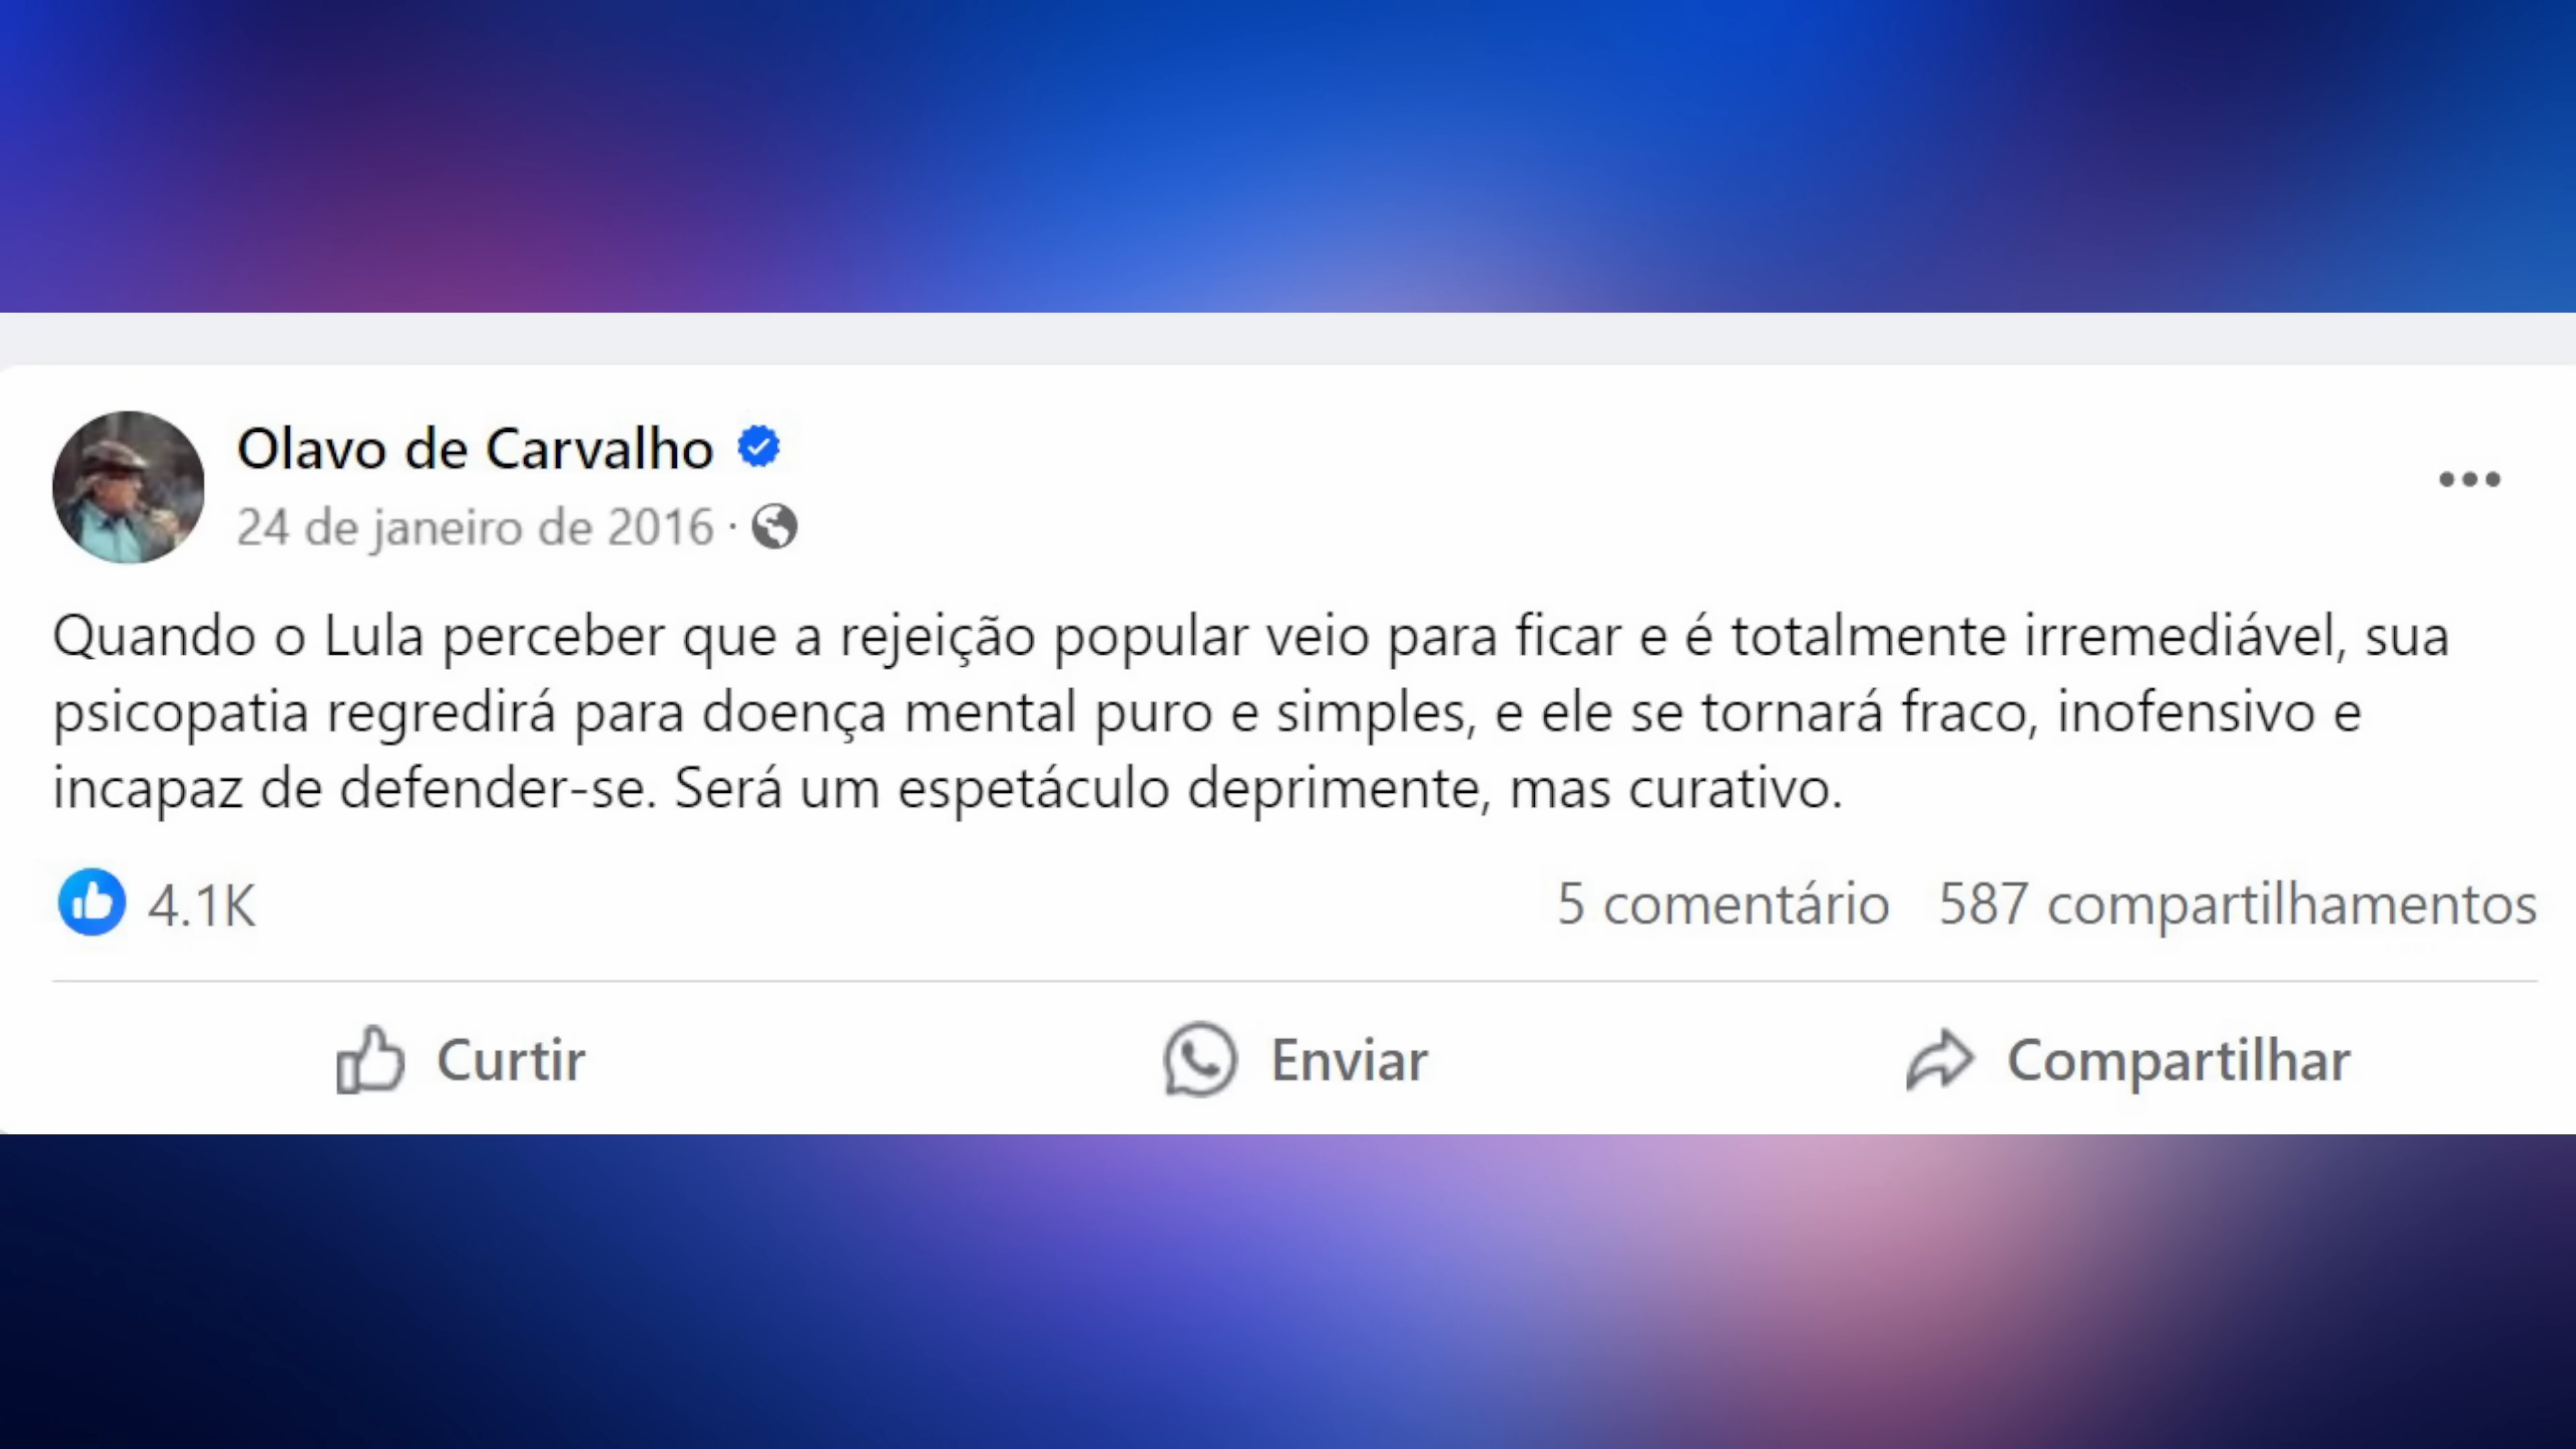 Olavo de Carvalho
24 de janeiro de 2016 ·
Quando o Lula perceber que a rejeição popular veio para ficar e é totalmente irremediável, sua
psicopatia regredirá para doença mental puro e simples, e ele se tornará fraco, inofensivo e
incapaz de defender-se. Será um espetáculo deprimente, mas curativo.
4.1K 5 comentário 587 compartilhamentos
Curtir Enviar Compartilhar